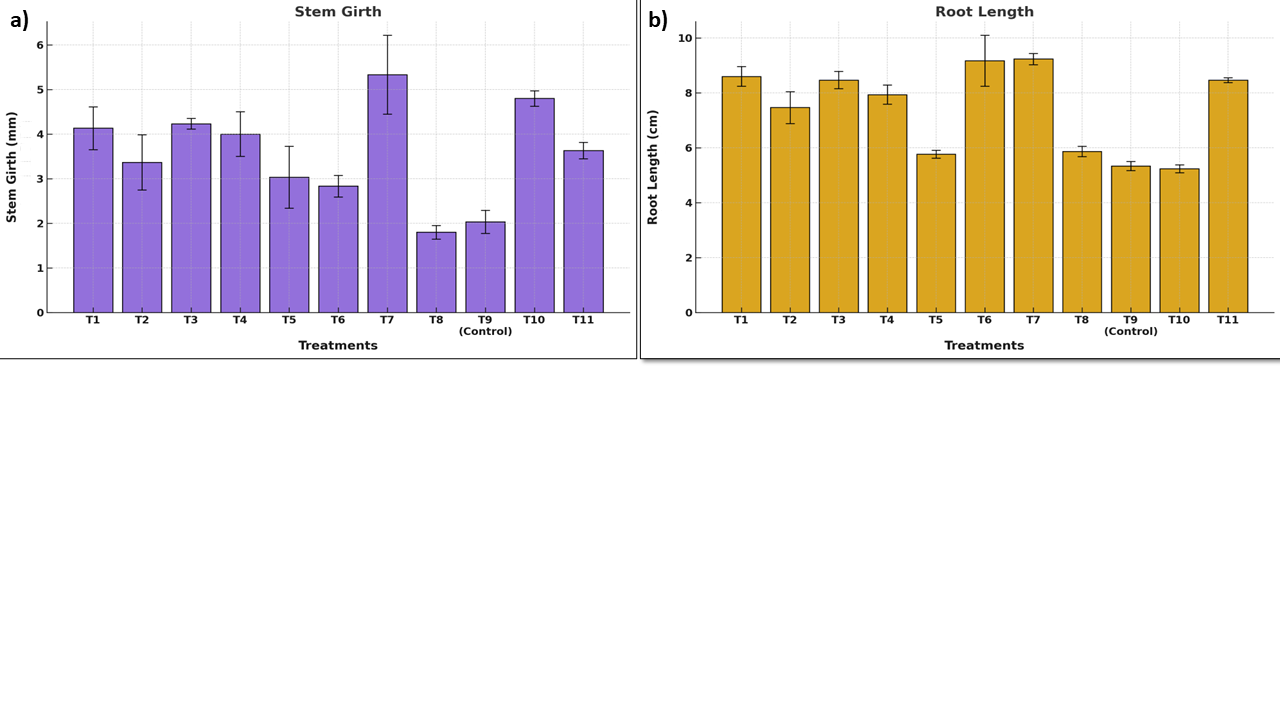 a)
Stem Girth
Stem Girth (mm)
6
5
4
3
2
1
0
T1 T2 T3 T4 T5 T6 T7 T8 T9 T10 T11
(Control)
Treatments
b)
Root Length
Root Length (cm)
10
8
6
4
2
0
T1 T2 T3 T4 T5 T6 T7 T8 T9 T10 T11
(Control)
Treatments